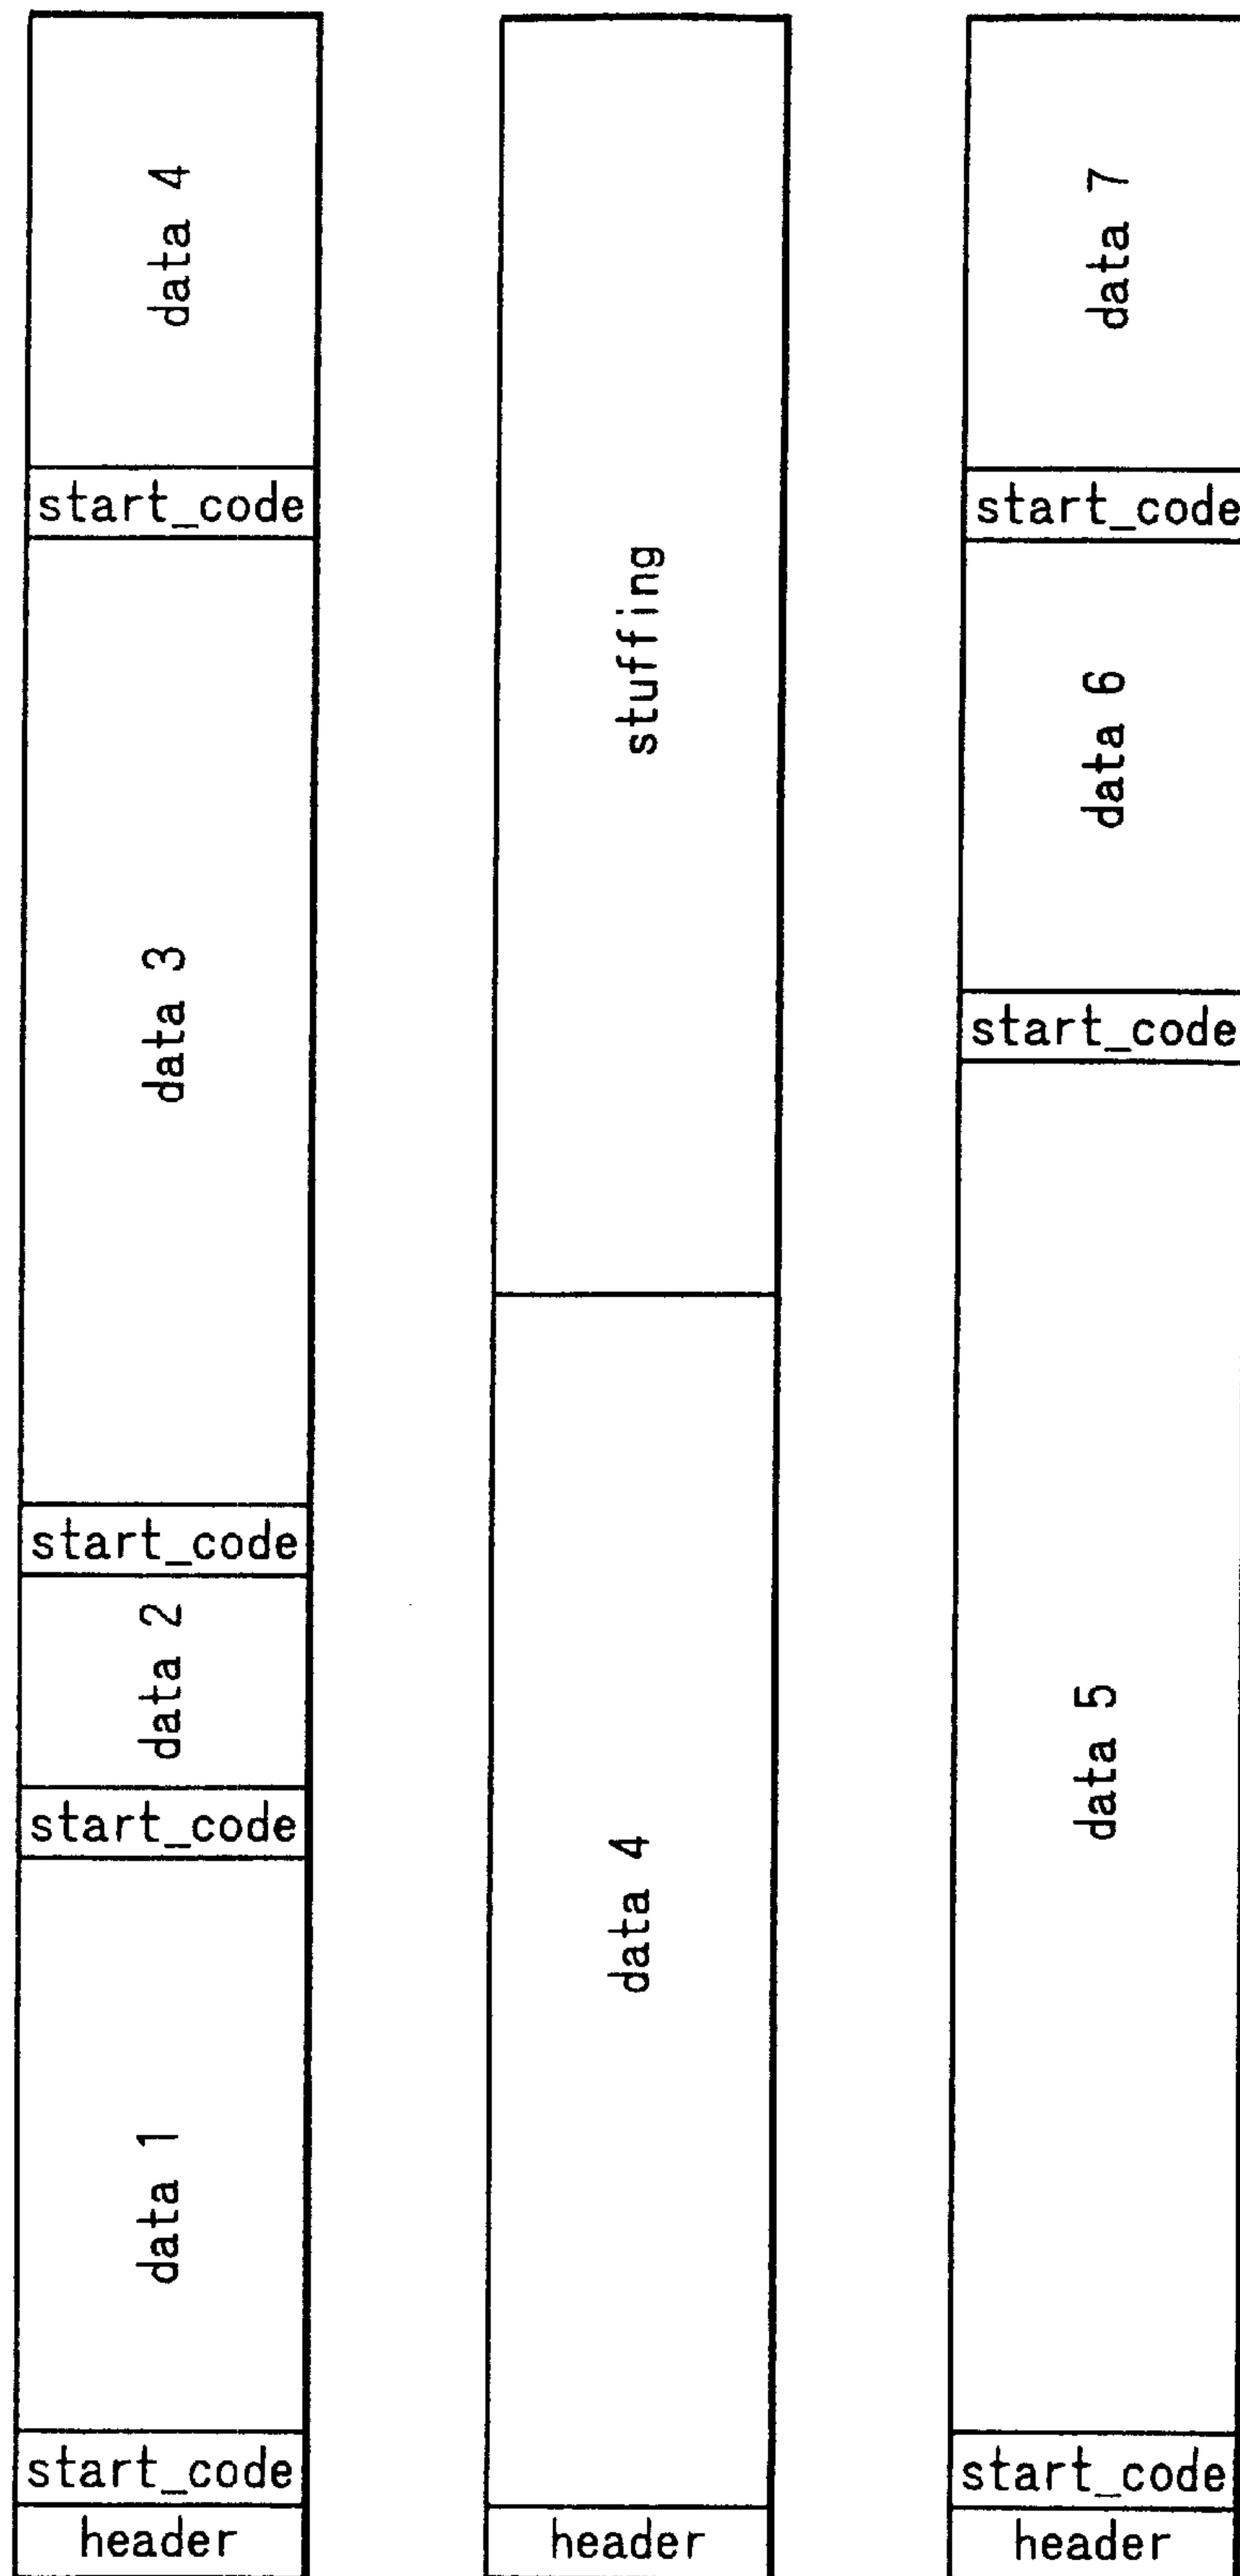 data 4
start_code
data 3
start_code
data 2
start_code
data 1
start_code
header
stuffing
data 4
header
data 7
start_code
data 6
start_code
data 5
start_code
header